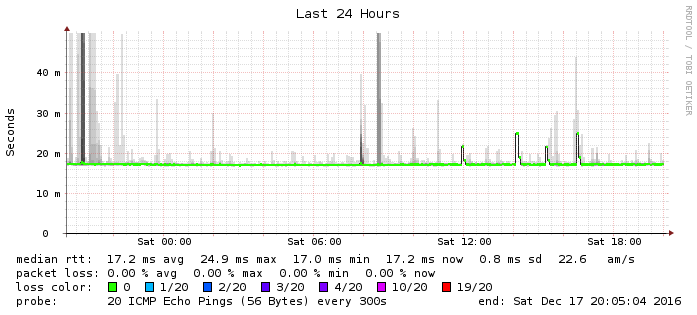 Last 24 Hours
RRDTOOL / TOBI OETIKER
Seconds
40 m
30 m
20 m
10 m
0
Sat 00:00 Sat 06:00 Sat 12:00 Sat 18:00
median rtt: 17.2 ms avg 24.9 ms max 17.0 ms min 17.2 ms now 0.8 ms sd 22.6 am/s
packet loss: 0.00 % avg 0.00 % max 0.00 % min 0.00 % now
loss color: 0 1/20 2/20 3/20 4/20 10/20 19/20
probe: 20 ICMP Echo Pings (56 Bytes) every 300s end: Sat Dec 17 20:05:04 2016